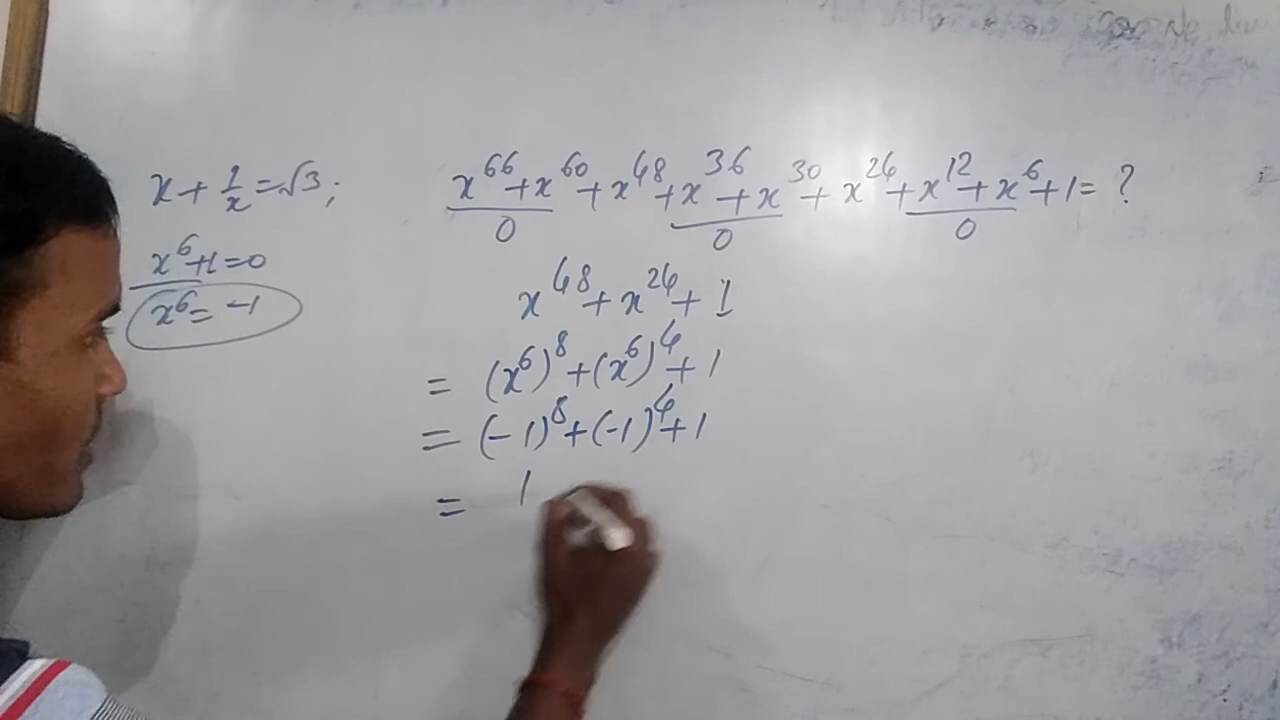 x + 1/x = √3 ;
x⁶⁶ + x⁶⁰ + x⁴⁸ + x³⁶ + x³⁰ + x²⁴ + x¹² + x⁶ + 1 = ?
0 0 0
x⁶+1=0
x⁶ = -1
x⁴⁸ + x²⁴ + 1
= (x⁶)⁸ + (x⁶)⁴ + 1
= (-1)⁸ + (-1)⁴ + 1
= 1